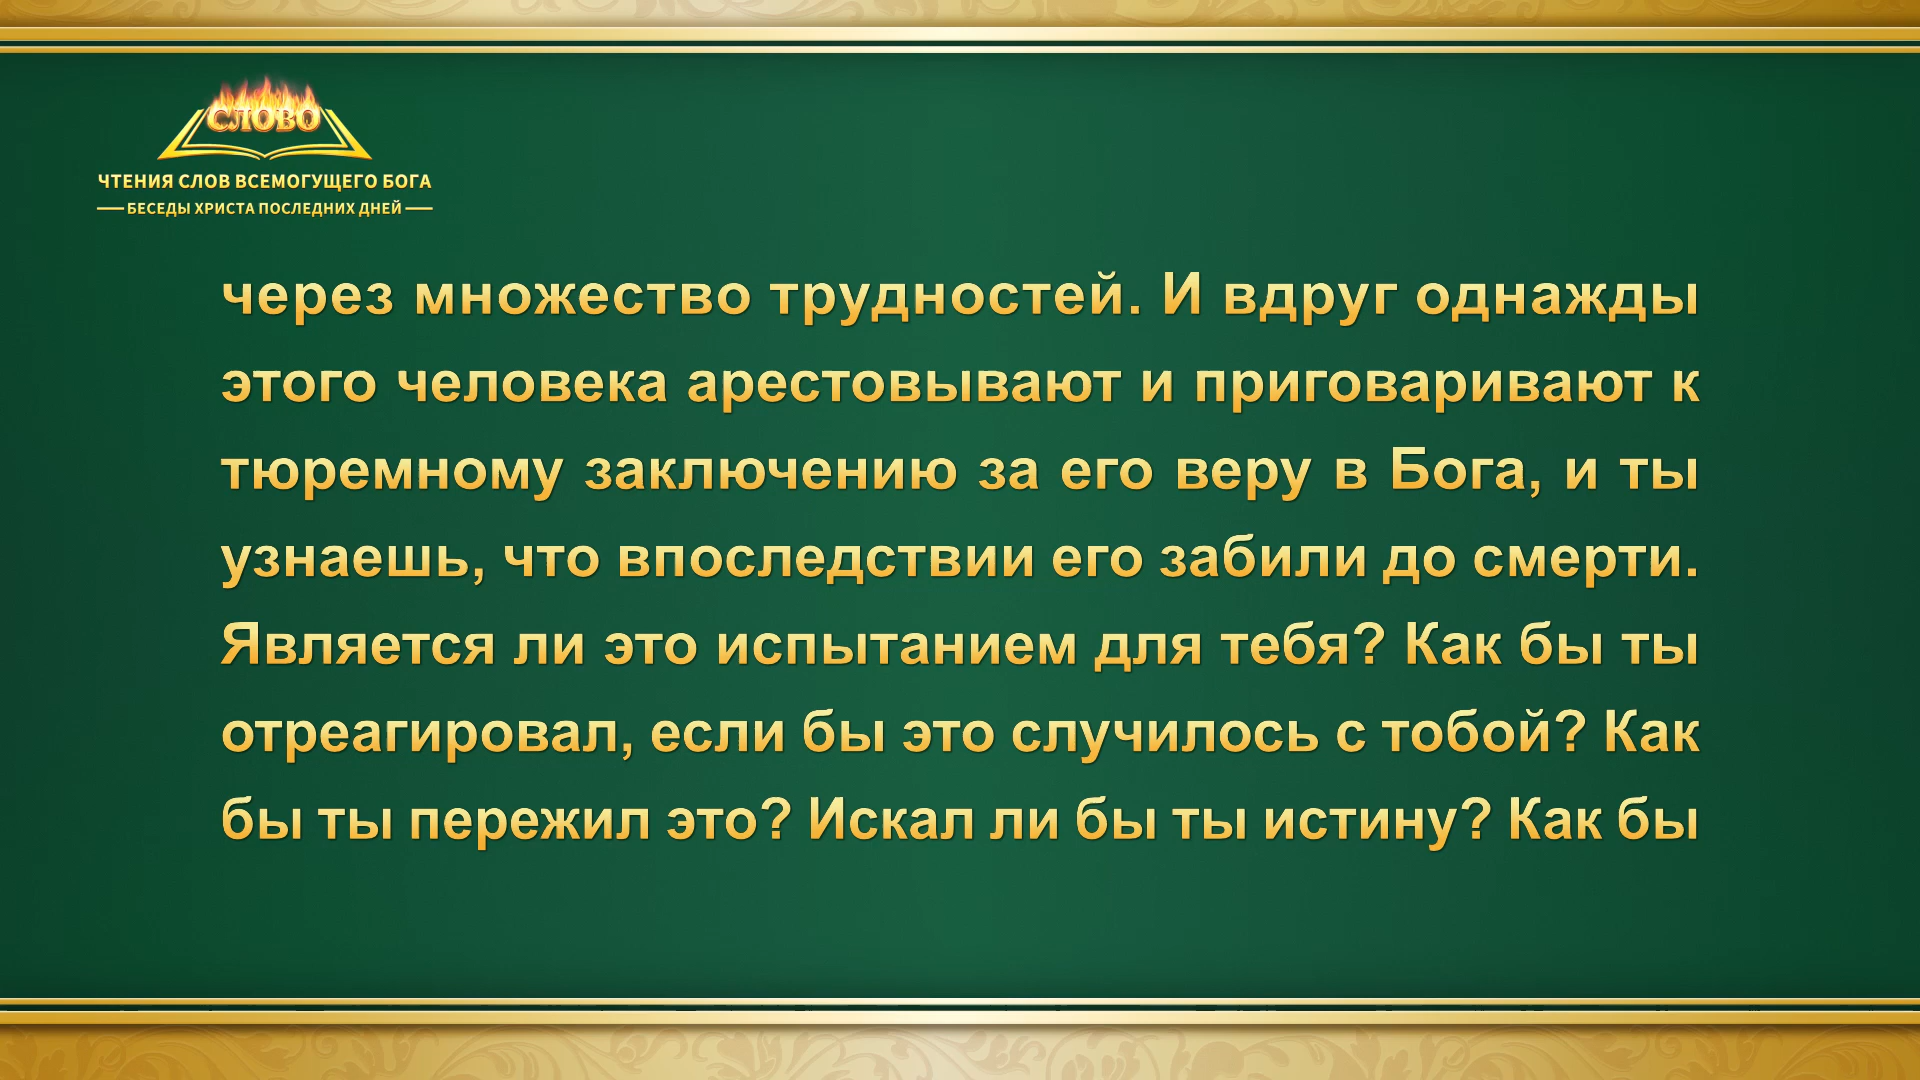 СЛОВО
ЧТЕНИЯ СЛОВ ВСЕМОГУЩЕГО БОГА
БЕСЕДЫ ХРИСТА ПОСЛЕДНИХ ДНЕЙ
через множество трудностей. И вдруг однажды
этого человека арестовывают и приговаривают к
тюремному заключению за его веру в Бога, и ты
узнаешь, что впоследствии его забили до смерти.
Является ли это испытанием для тебя? Как бы ты
отреагировал, если бы это случилось с тобой? Как
бы ты пережил это? Искал ли бы ты истину? Как бы